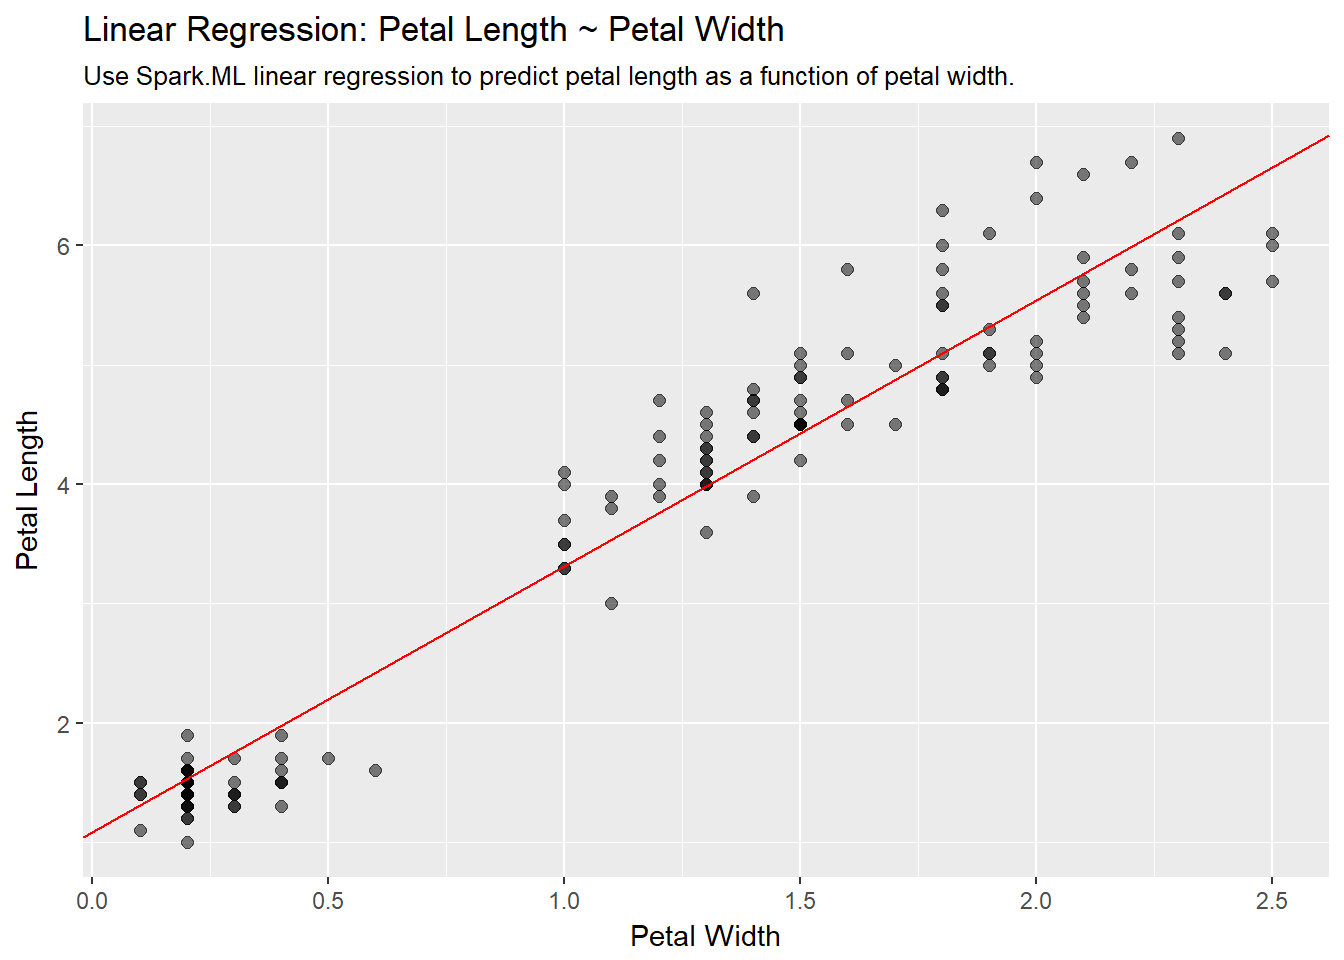 Linear Regression: Petal Length ~ Petal Width
Use Spark.ML linear regression to predict petal length as a function of petal width.
6
4
2
Petal Length
0.0 0.5 1.0 1.5 2.0 2.5
Petal Width